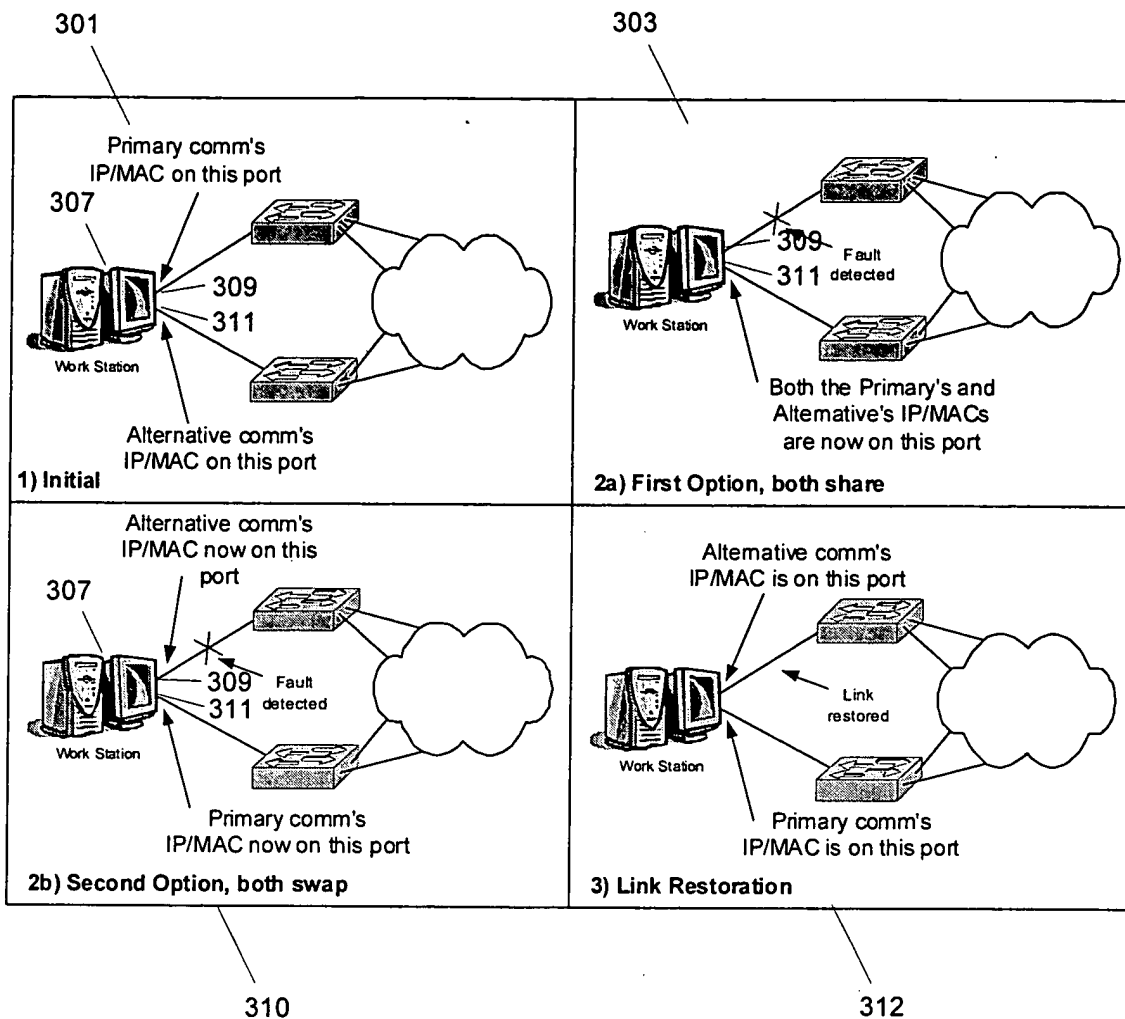 301
303
Primary comm's
IP/MAC on this port
307
309
311
Work Station
Alternative comm's
IP/MAC on this port
1) Initial
309
311
Fault
detected
Work Station
Both the Primary's and
Alternative's IP/MACs
are now on this port
2a) First Option, both share
Alternative comm's
IP/MAC now on this
port
307
309
311
Fault
detected
Work Station
Primary comm's
IP/MAC now on this port
2b) Second Option, both swap
Alternative comm's
IP/MAC is on this port
Link
restored
Work Station
Primary comm's
IP/MAC is on this port
3) Link Restoration
310
312